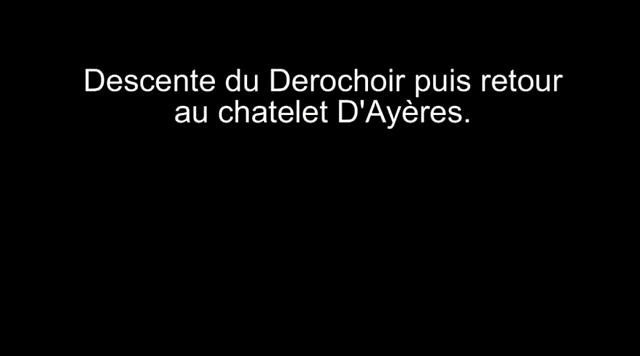 Descente du Derochoir puis retour
au chatelet D'Ayères.